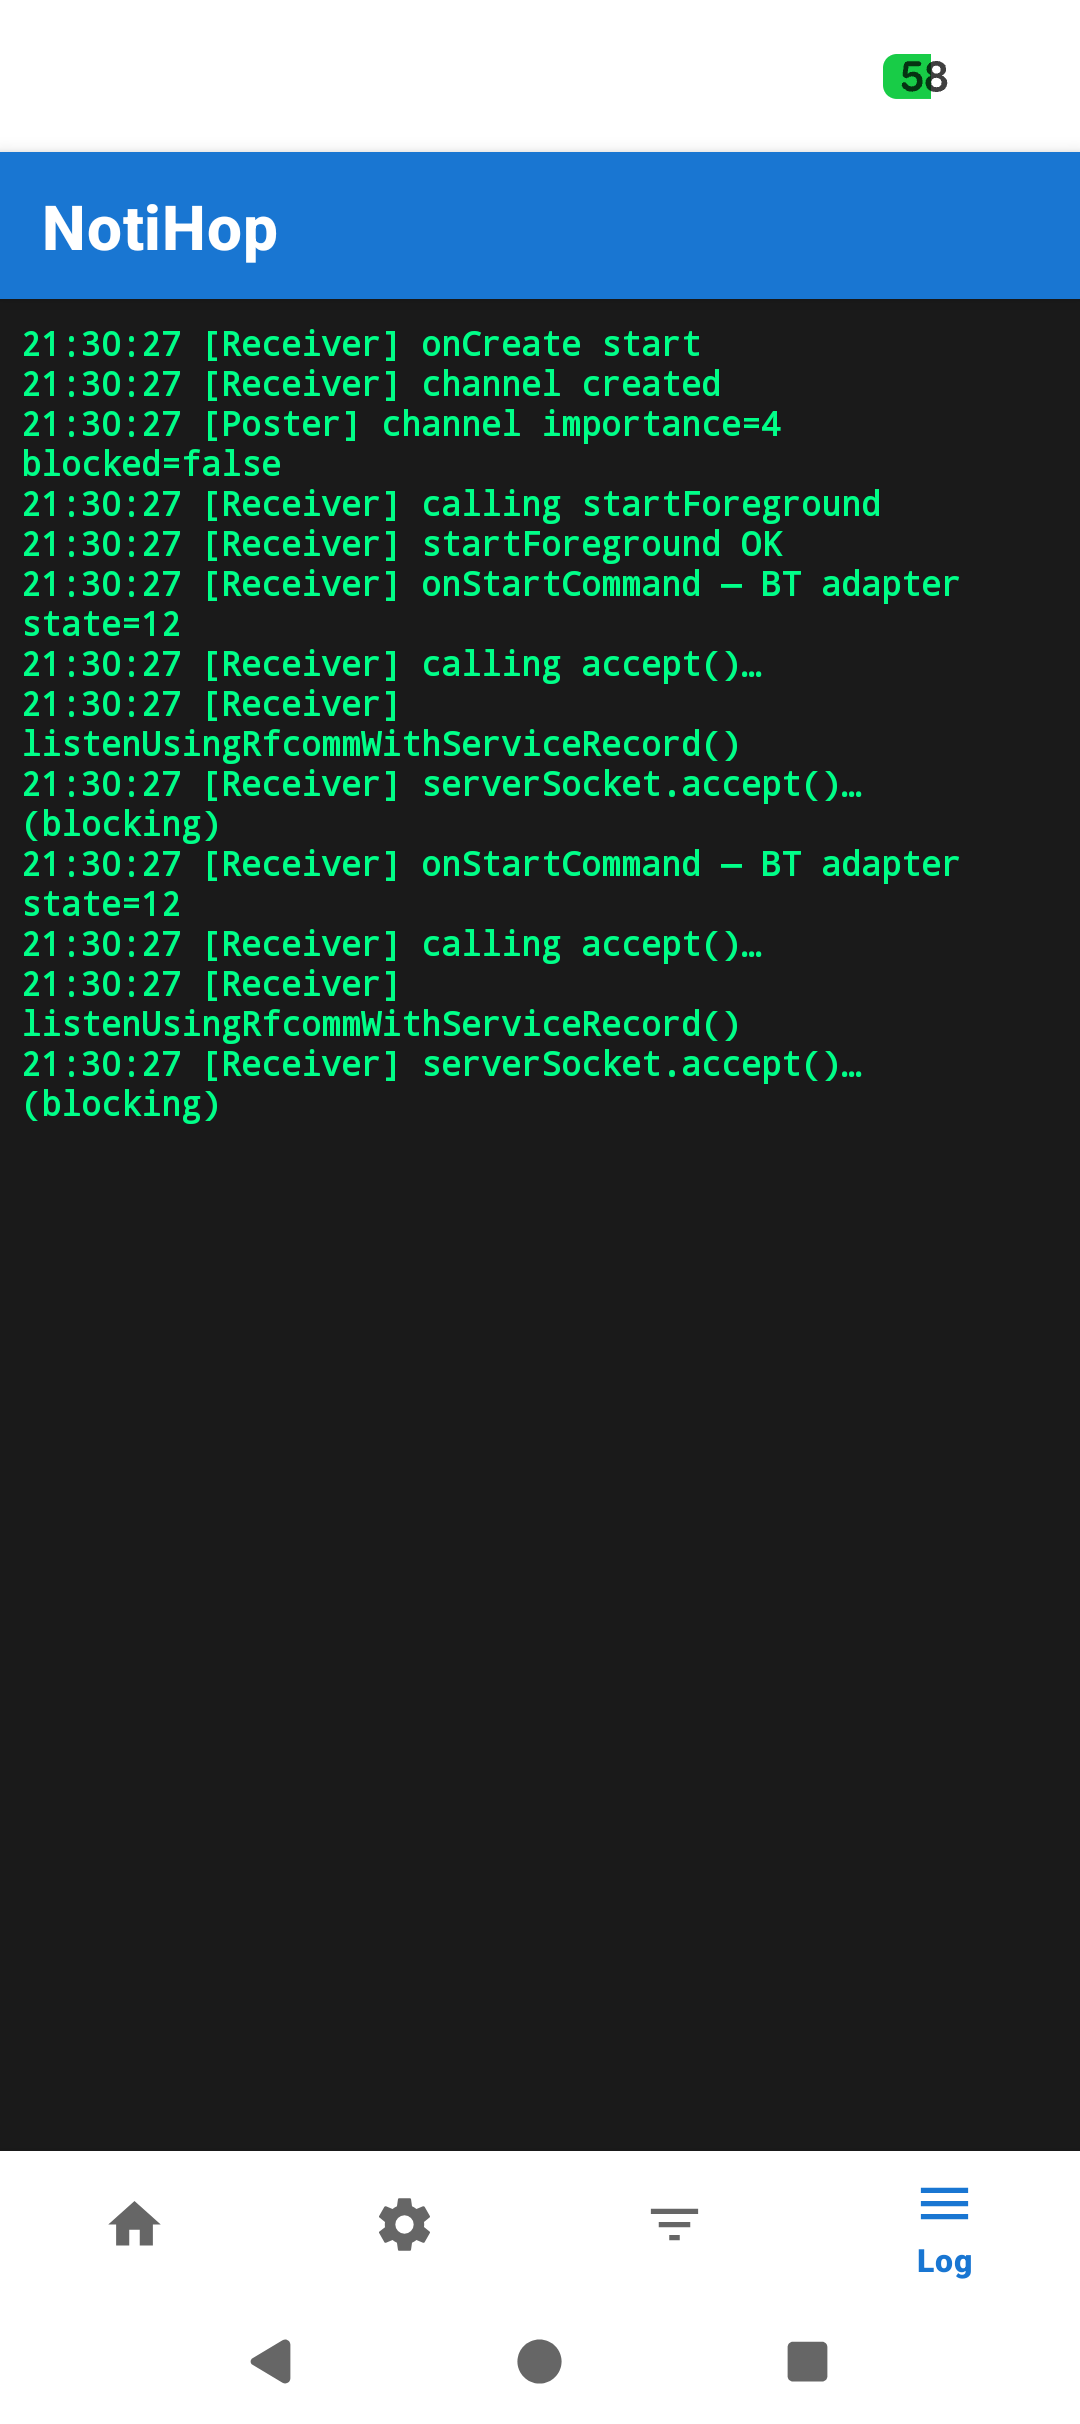 58
NotiHop
21:30:27 [Receiver] onCreate start
21:30:27 [Receiver] channel created
21:30:27 [Poster] channel importance=4
blocked=false
21:30:27 [Receiver] calling startForeground
21:30:27 [Receiver] startForeground OK
21:30:27 [Receiver] onStartCommand — BT adapter
state=12
21:30:27 [Receiver] calling accept()…
21:30:27 [Receiver]
listenUsingRfcommWithServiceRecord()
21:30:27 [Receiver] serverSocket.accept()…
(blocking)
21:30:27 [Receiver] onStartCommand — BT adapter
state=12
21:30:27 [Receiver] calling accept()…
21:30:27 [Receiver]
listenUsingRfcommWithServiceRecord()
21:30:27 [Receiver] serverSocket.accept()…
(blocking)
Log